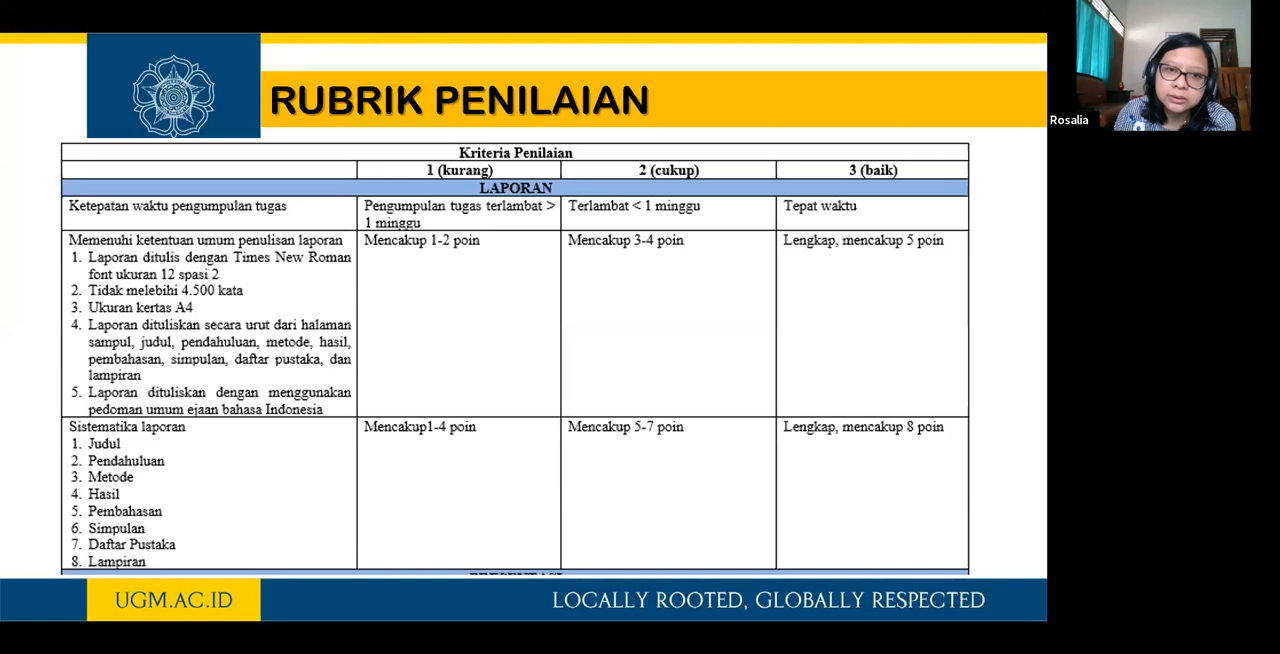 RUBRIK PENILAIAN
Rosalia
Kriteria Penilaian
1 (kurang)
2 (cukup)
3 (baik)
LAPORAN
Ketepatan waktu pengumpulan tugas
Pengumpulan tugas terlambat >
1 minggu
Terlambat < 1 minggu
Tepat waktu
Memenuhi ketentuan umum penulisan laporan
1. Laporan ditulis dengan Times New Roman
font ukuran 12 spasi 2
2. Tidak melebihi 4.500 kata
3. Ukuran kertas A4
4. Laporan dituliskan secara urut dari halaman
sampul, judul, pendahuluan, metode, hasil,
pembahasan, simpulan, daftar pustaka, dan
lampiran
5. Laporan dituliskan dengan menggunakan
pedoman umum ejaan bahasa Indonesia
Mencakup 1-2 poin
Mencakup 3-4 poin
Lengkap, mencakup 5 poin
Sistematika laporan
1. Judul
2. Pendahuluan
3. Metode
4. Hasil
5. Pembahasan
6. Simpulan
7. Daftar Pustaka
8. Lampiran
Mencakup1-4 poin
Mencakup 5-7 poin
Lengkap, mencakup 8 poin
UGM.AC.ID
LOCALLY ROOTED, GLOBALLY RESPECTED